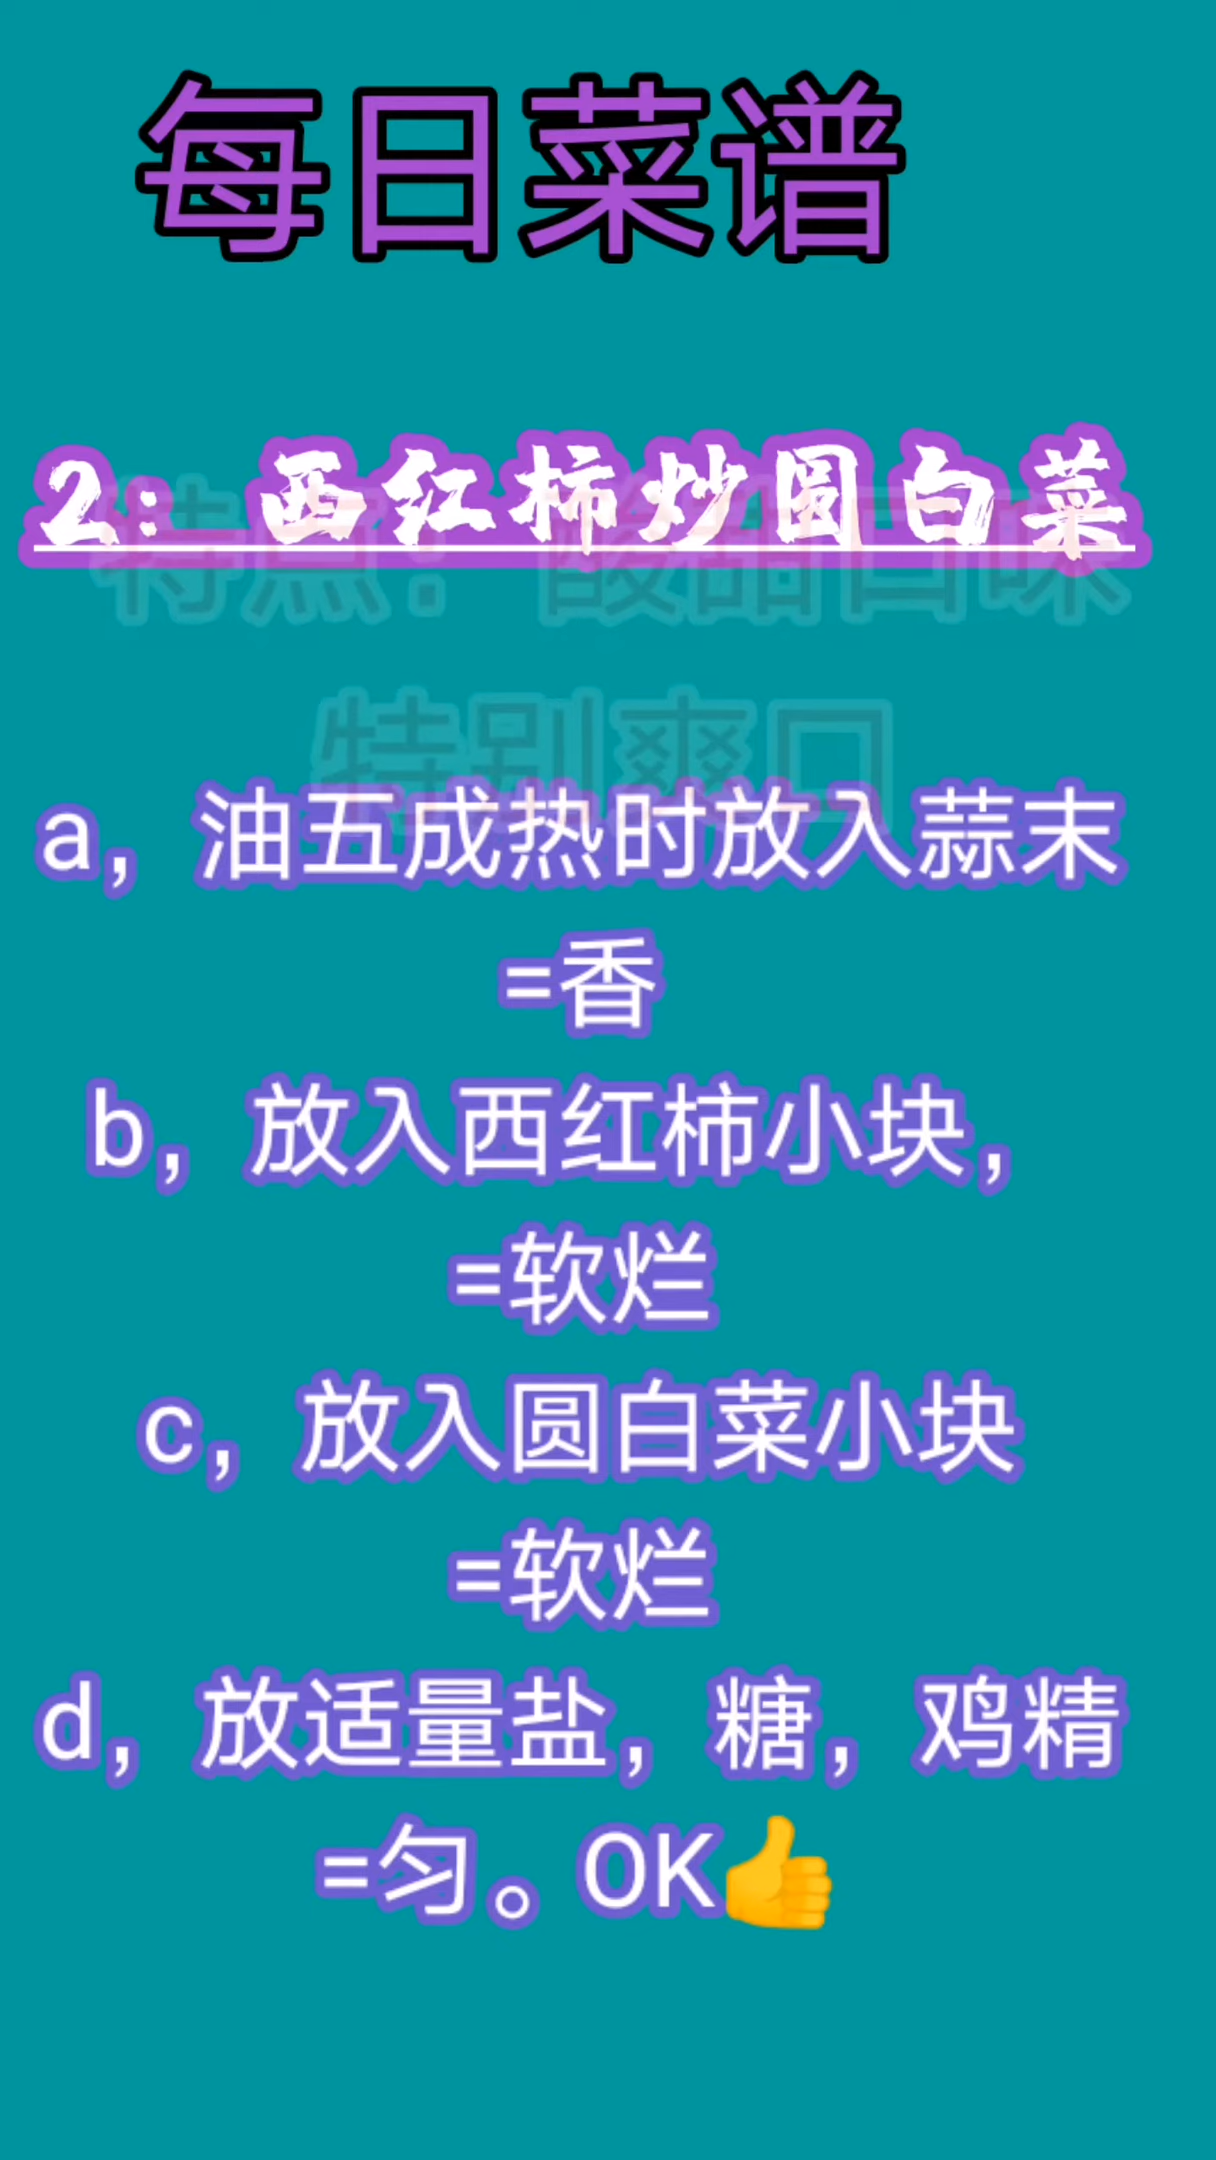 每日菜谱
2：西红柿炒圆白菜
特点：酸甜口味
特别爽口
a，油五成热时放入蒜末
=香
b，放入西红柿小块，
=软烂
c，放入圆白菜小块
=软烂
d，放适量盐，糖，鸡精
=匀。OK👍